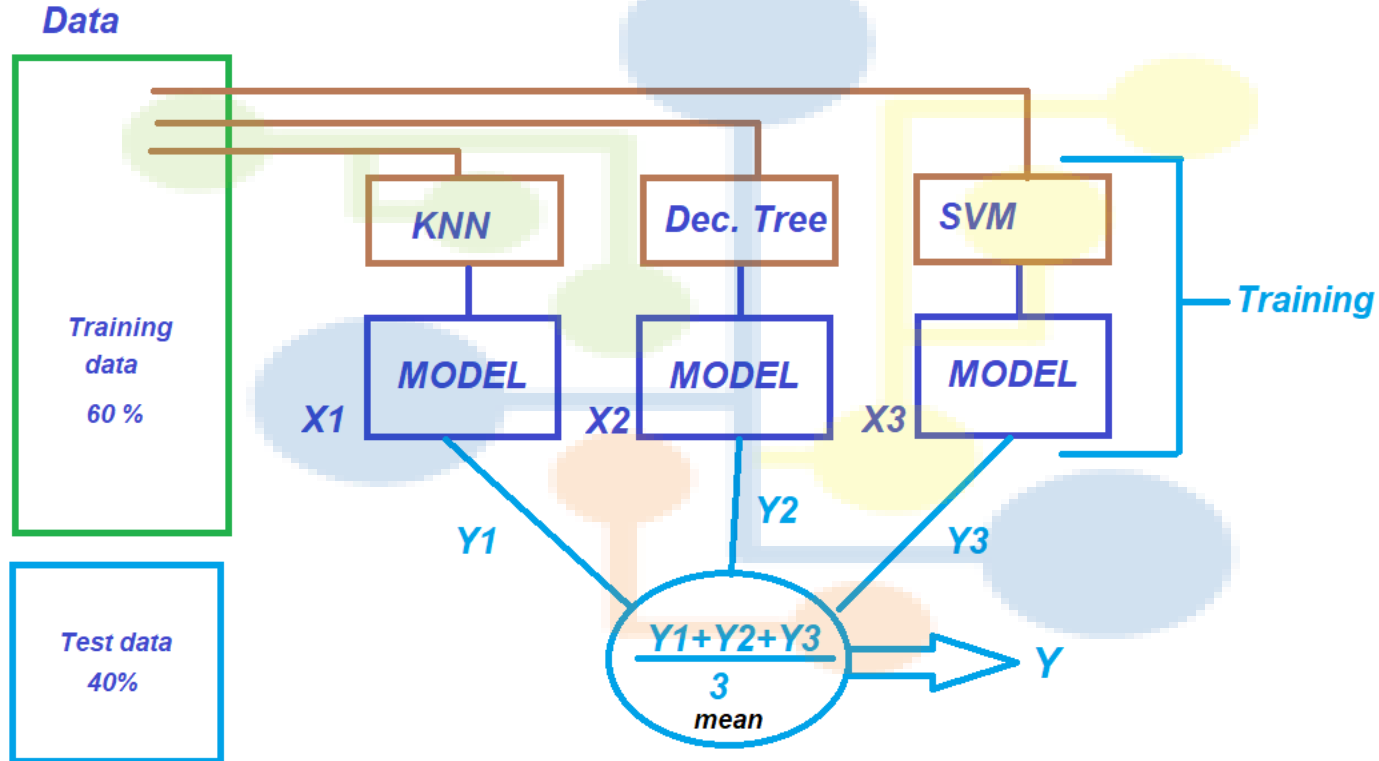 Data
KNN
Dec. Tree
SVM
Training
Training
data
60 %
MODEL
MODEL
MODEL
X1
X2
X3
Y1
Y2
Y3
Test data
40%
Y1+Y2+Y3
3
mean
Y